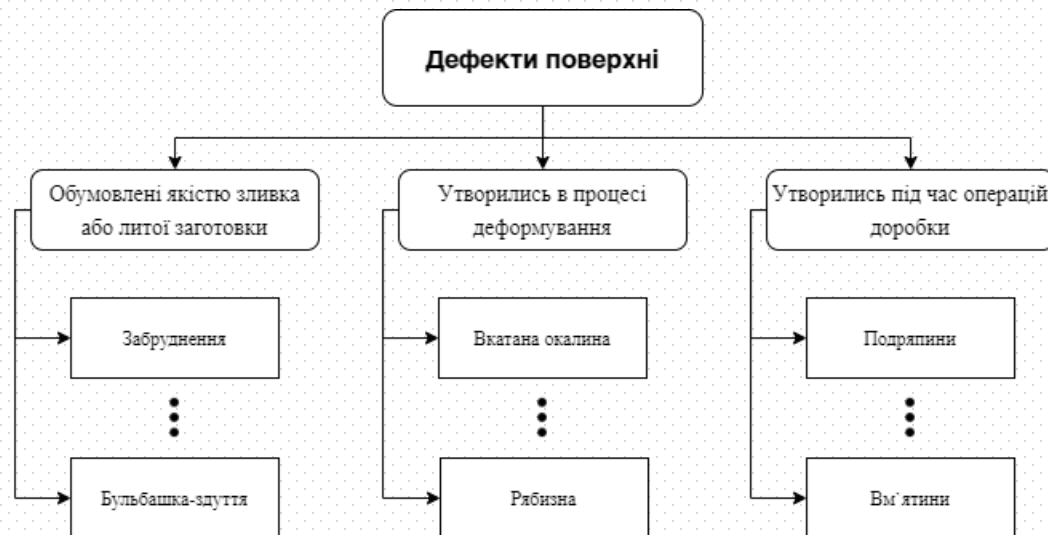 Дефекти поверхні
Обумовлені якістю зливка
або литої заготовки
Утворились в процесі
деформування
Утворились під час операцій
доробки
Забруднення
Вкатана окалина
Подряпини
Бульбашка-здуття
Рябизна
Вм`ятини